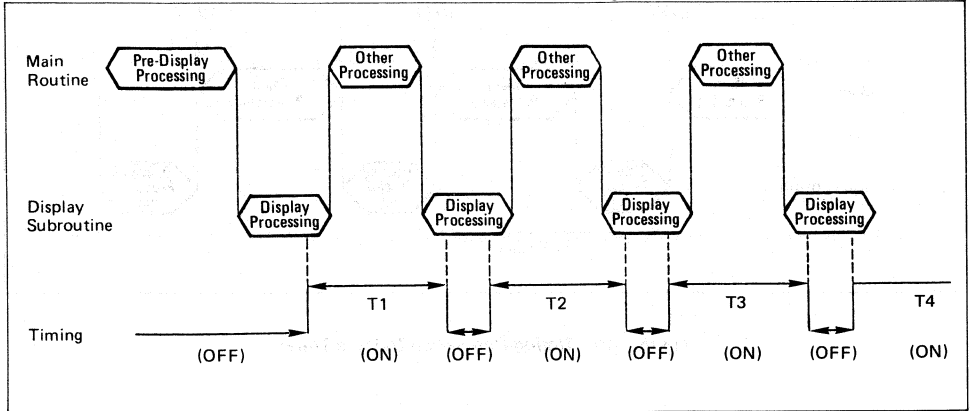 Main
Routine
Pre-Display
Processing
Other
Processing
Other
Processing
Other
Processing
Display
Subroutine
Display
Processing
Display
Processing
Display
Processing
Display
Processing
T1
T2
T3
T4
Timing
(OFF)
(ON)
(OFF)
(ON)
(OFF)
(ON)
(OFF)
(ON)